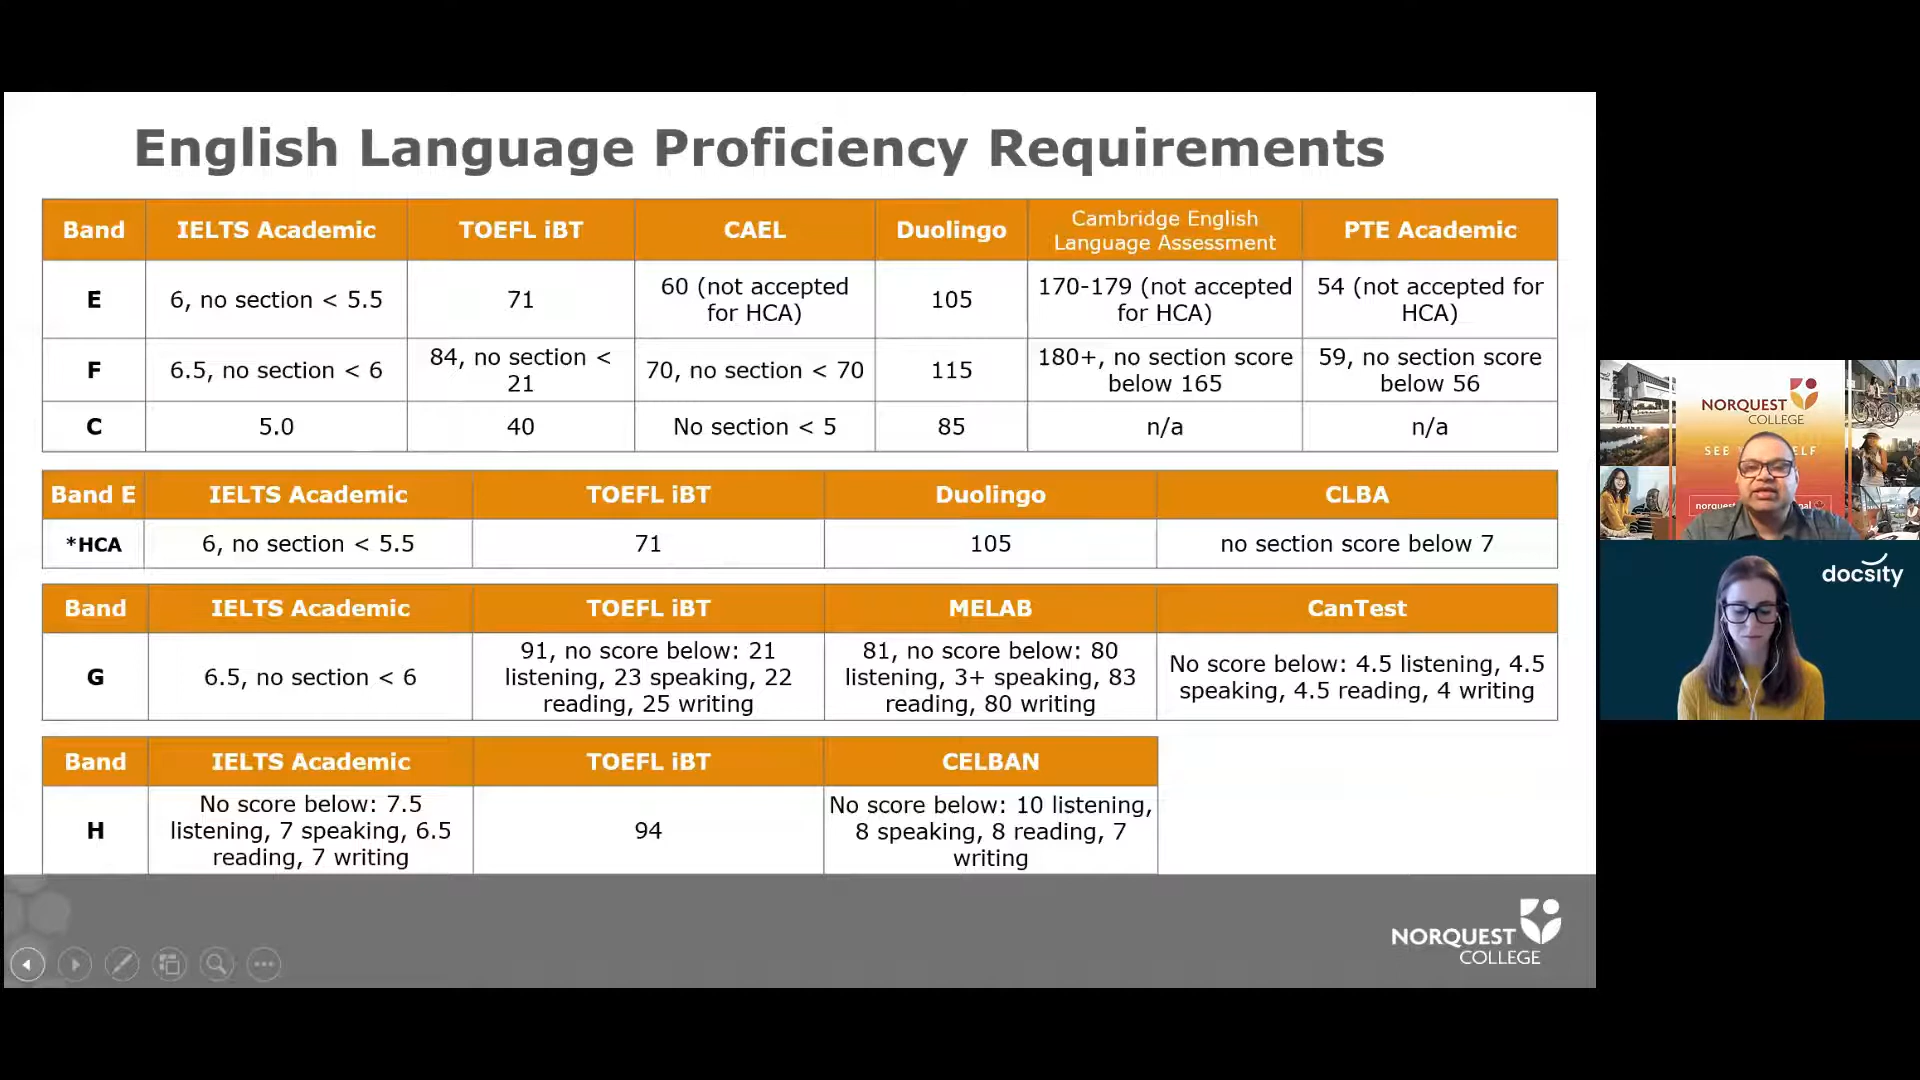 English Language Proficiency Requirements
Band IELTS Academic TOEFL iBT CAEL Duolingo Cambridge English Language Assessment PTE Academic
E 6, no section < 5.5 71 60 (not accepted for HCA) 105 170-179 (not accepted for HCA) 54 (not accepted for HCA)
F 6.5, no section < 6 84, no section < 21 70, no section < 70 115 180+, no section score below 165 59, no section score below 56
C 5.0 40 No section < 5 85 n/a n/a
Band E IELTS Academic TOEFL iBT Duolingo CLBA
*HCA 6, no section < 5.5 71 105 no section score below 7
Band IELTS Academic TOEFL iBT MELAB CanTest
G 6.5, no section < 6 91, no score below: 21 listening, 23 speaking, 22 reading, 25 writing 81, no score below: 80 listening, 3+ speaking, 83 reading, 80 writing No score below: 4.5 listening, 4.5 speaking, 4.5 reading, 4 writing
Band IELTS Academic TOEFL iBT CELBAN
H No score below: 7.5 listening, 7 speaking, 6.5 reading, 7 writing 94 No score below: 10 listening, 8 speaking, 8 reading, 7 writing
NORQUEST
COLLEGE
NORQUEST
COLLEGE
SEE
docsity